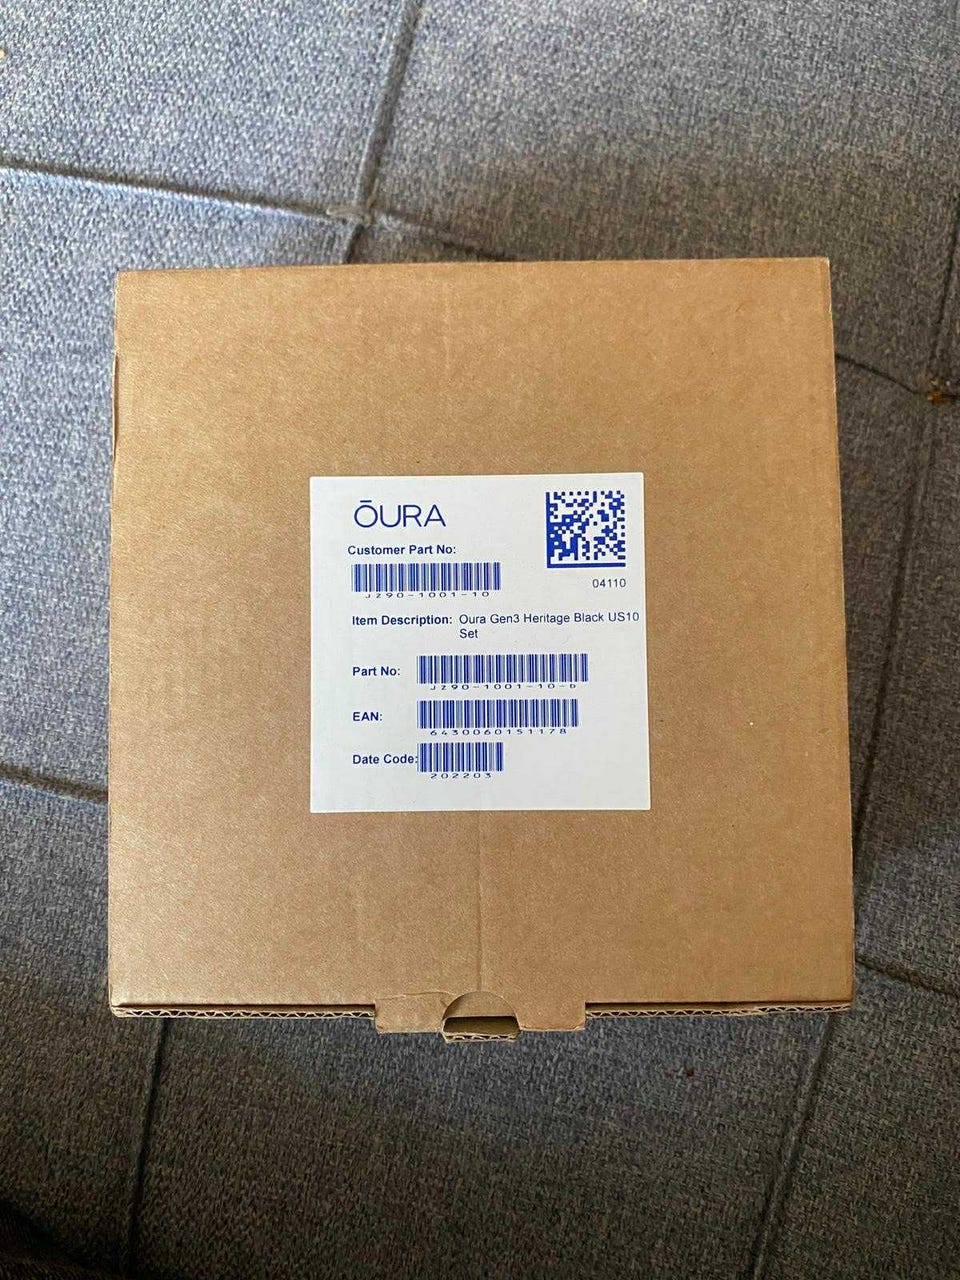 ŌURA
04110
Customer Part No:
JZ90-1001-10
Item Description: Oura Gen3 Heritage Black US10
Set
Part No:
JZ90-1001-10-D
EAN:
6430060151178
Date Code:
202203